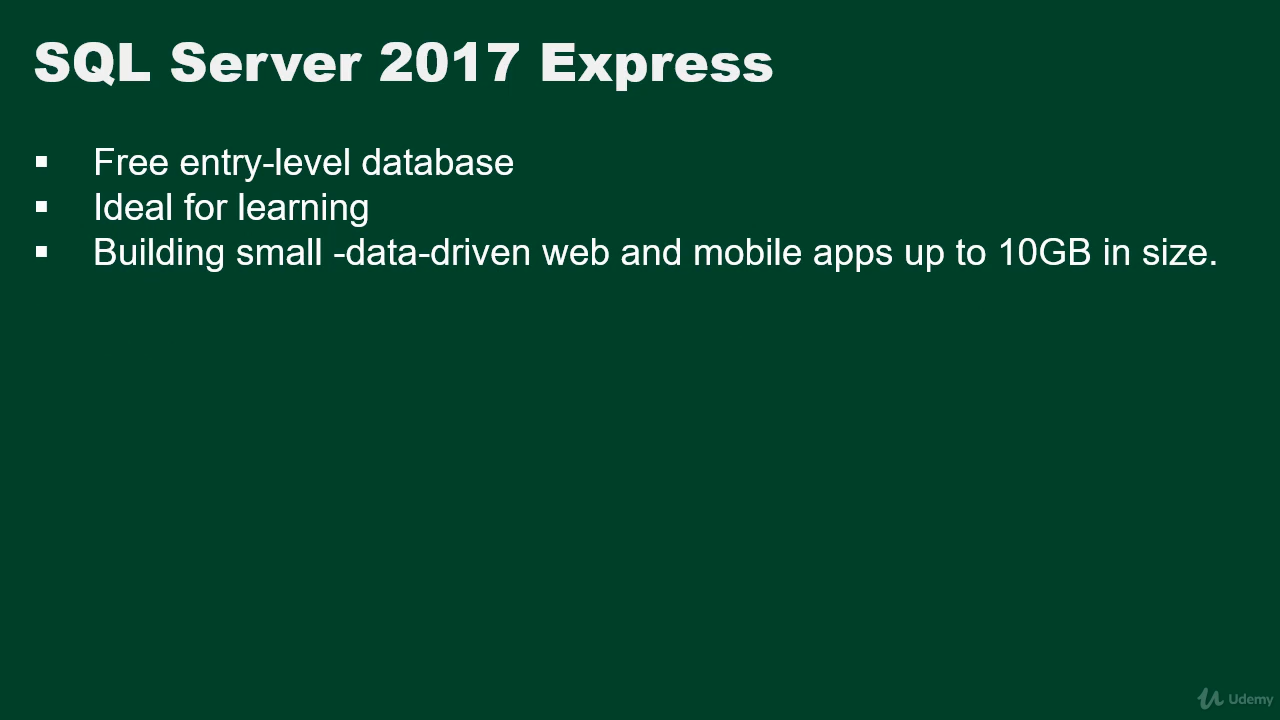 SQL Server 2017 Express
▪ Free entry-level database
▪ Ideal for learning
▪ Building small -data-driven web and mobile apps up to 10GB in size.
Udemy